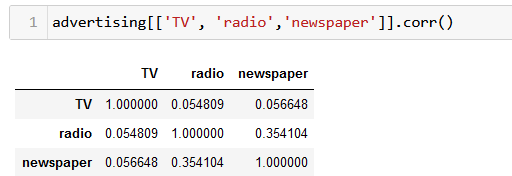 1 advertising[['TV', 'radio','newspaper']].corr()
TV radio newspaper
TV 1.000000 0.054809 0.056648
radio 0.054809 1.000000 0.354104
newspaper 0.056648 0.354104 1.000000